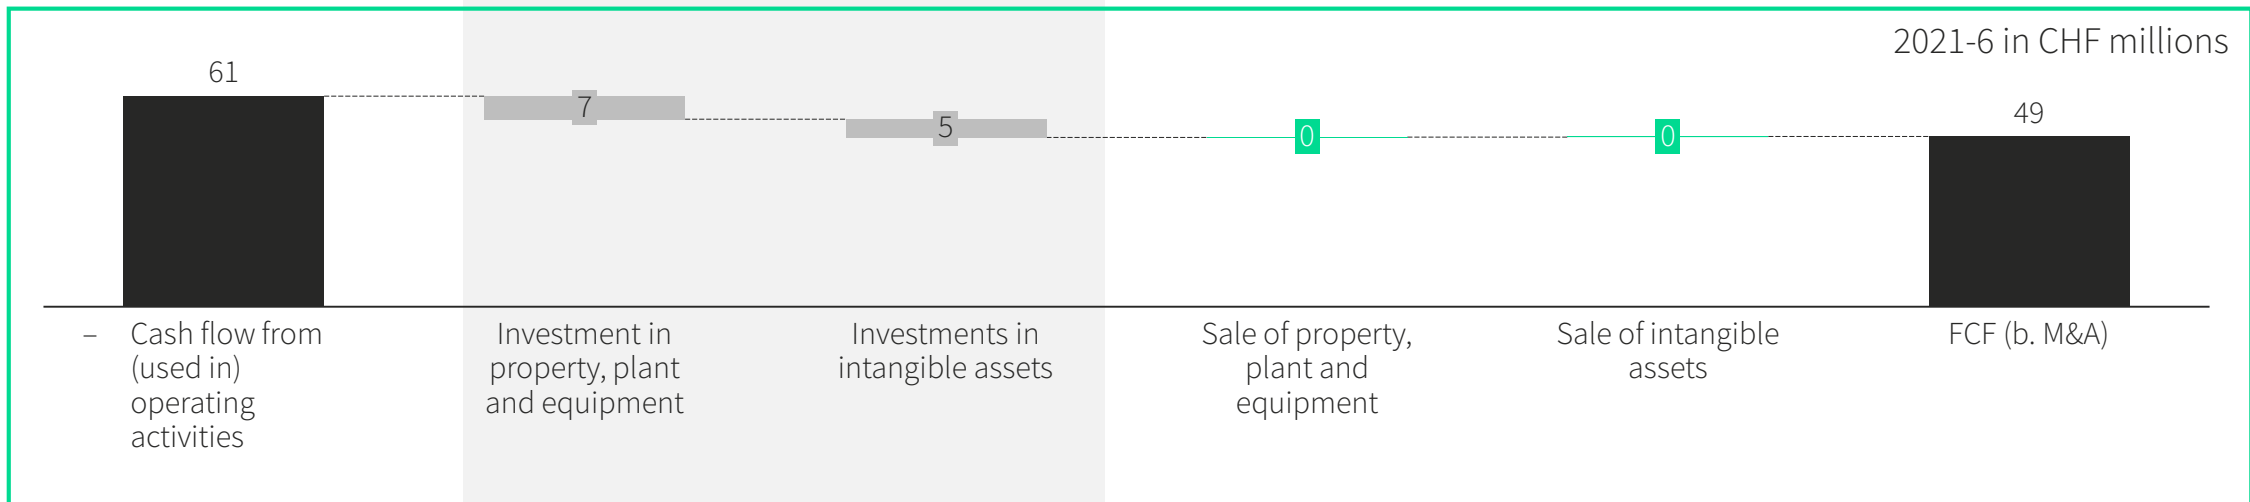 2021-6 in CHF millions
61
7
5
0
0
49
– Cash flow from
(used in)
operating
activities
Investment in
property, plant
and equipment
Investments in
intangible assets
Sale of property,
plant and
equipment
Sale of intangible
assets
FCF (b. M&A)